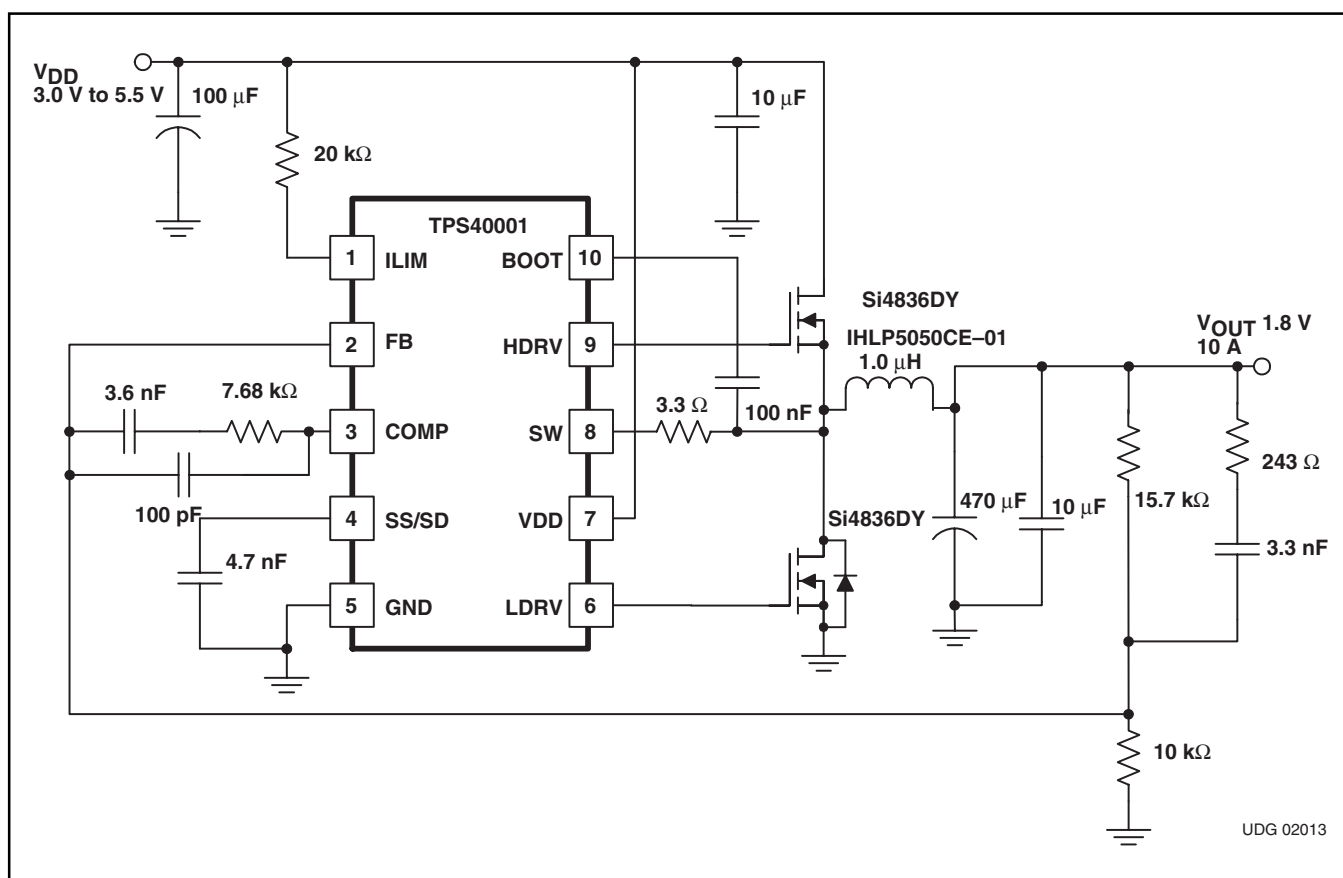 VDD
3.0 V to 5.5 V
100 µF
20 kΩ
10 µF
TPS40001
1
ILIM
BOOT
10
2
FB
HDRV
9
3
COMP
SW
8
4
SS/SD
VDD
7
5
GND
LDRV
6
3.6 nF
7.68 kΩ
100 pF
4.7 nF
3.3 Ω
100 nF
Si4836DY
IHLP5050CE–01
1.0 µH
Si4836DY
470 µF
10 µF
VOUT 1.8 V
10 A
15.7 kΩ
243 Ω
3.3 nF
10 kΩ
UDG 02013